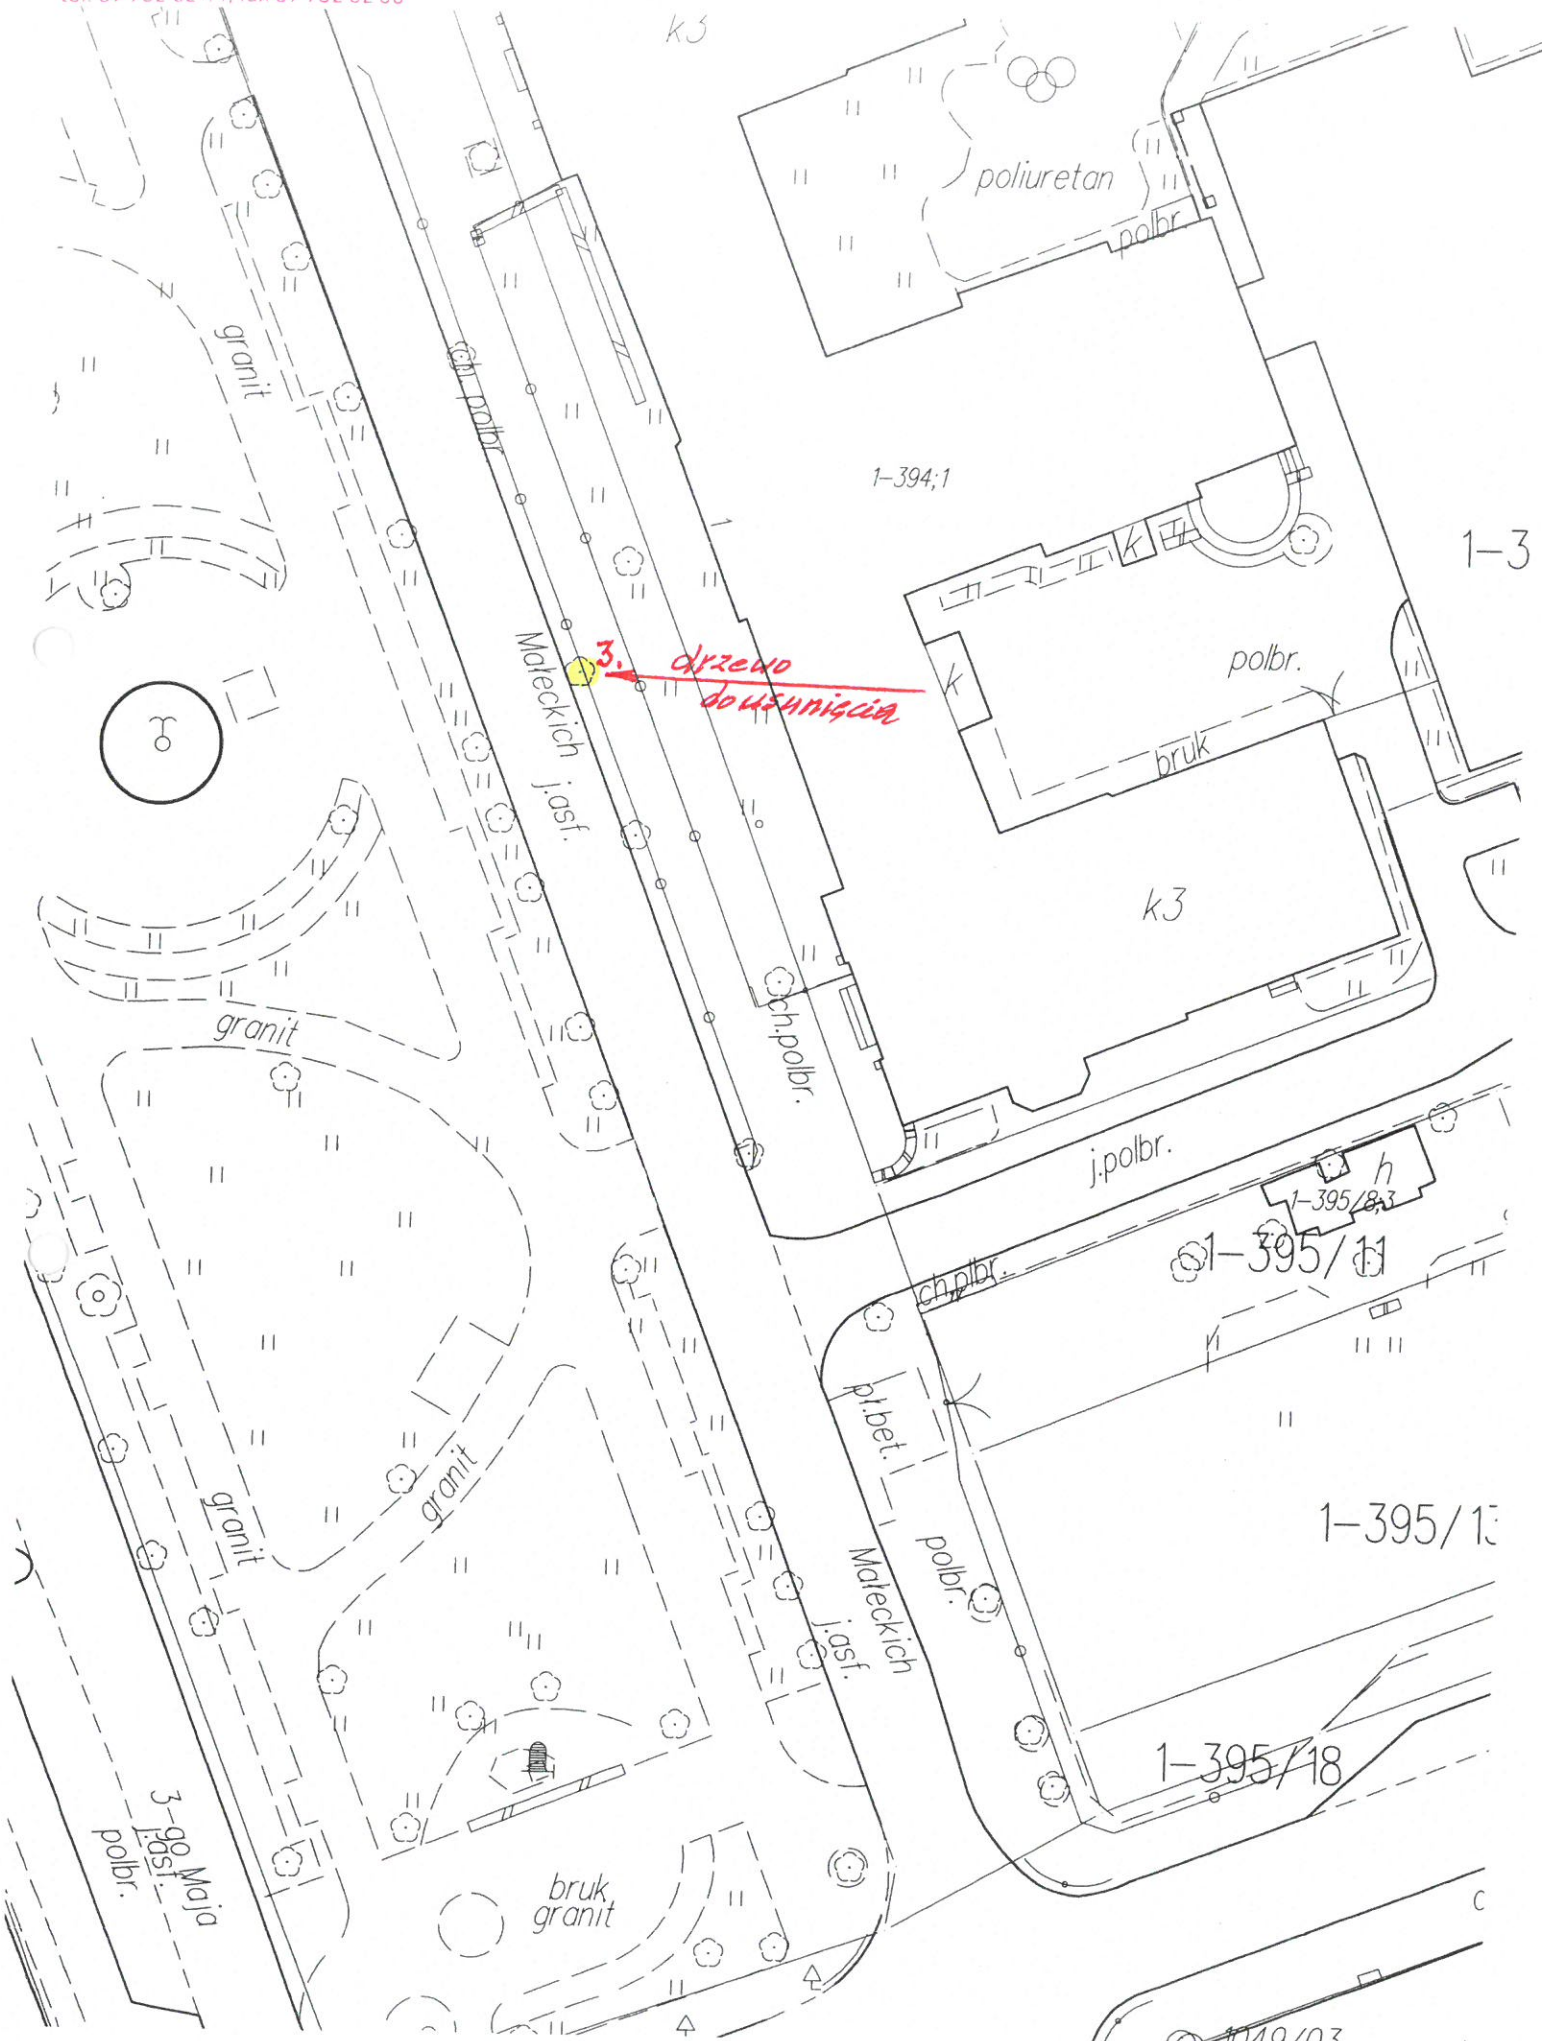 k3
poliuretan
polbr.
granit
ch. polbr.
1-394;1
1
k
1-3
3.
drzewo
do usunięcia
polbr.
k
Małeckich
j.asf.
bruk
k3
granit
ch.polbr.
j.polbr.
h
1-395/8;3
1-395/11
ch.plbr.
pł.bet.
granit
granit
1-395/13
polbr.
Małeckich
j.asf.
1-395/18
3-go Maja
j.asf.
polbr.
bruk
granit
c